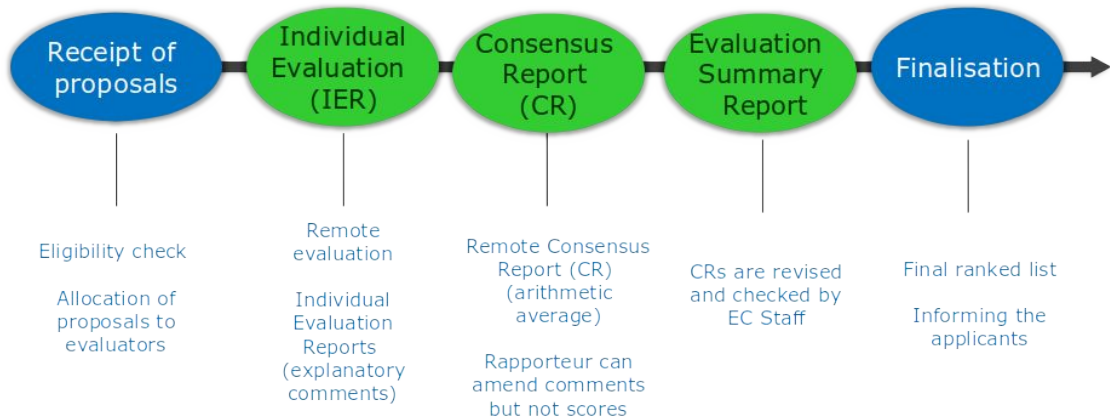 Receipt of
proposals
Individual
Evaluation
(IER)
Consensus
Report
(CR)
Evaluation
Summary
Report
Finalisation
Eligibility check
Allocation of
proposals to
evaluators
Remote
evaluation
Individual
Evaluation
Reports
(explanatory
comments)
Remote Consensus
Report (CR)
(arithmetic
average)
Rapporteur can
amend comments
but not scores
CRs are revised
and checked by
EC Staff
Final ranked list
Informing the
applicants